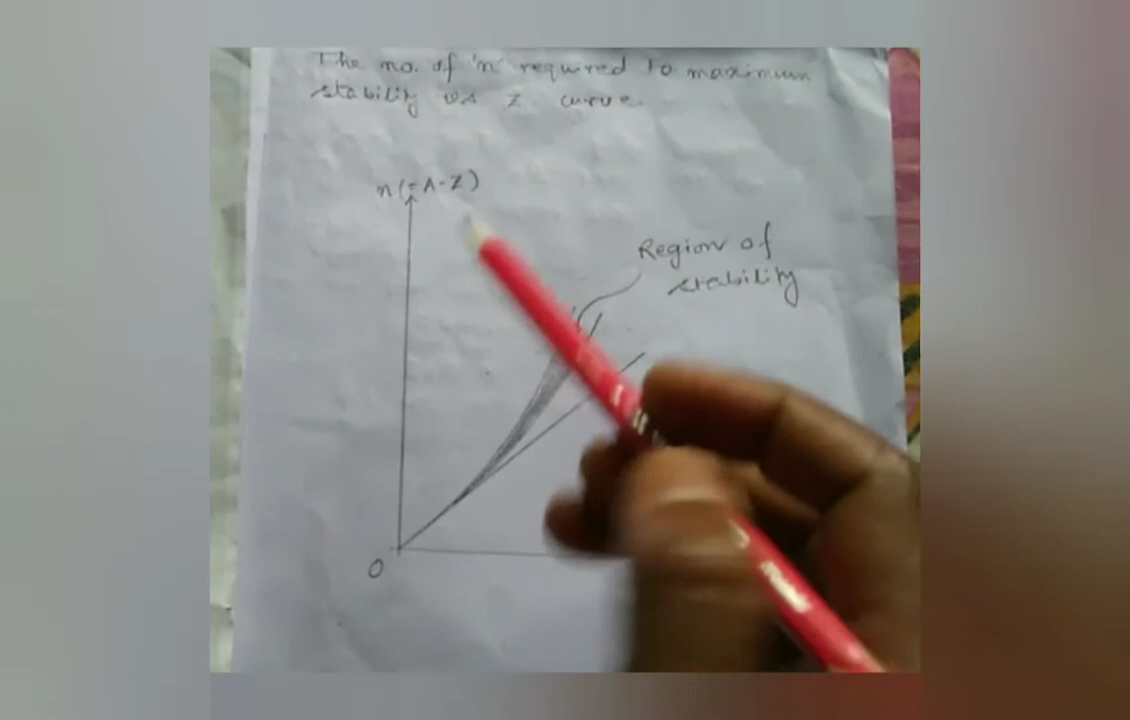 The no. of 'n' required to maximum
stability vs Z curve.
n(=A-Z)
Region of
stability
O